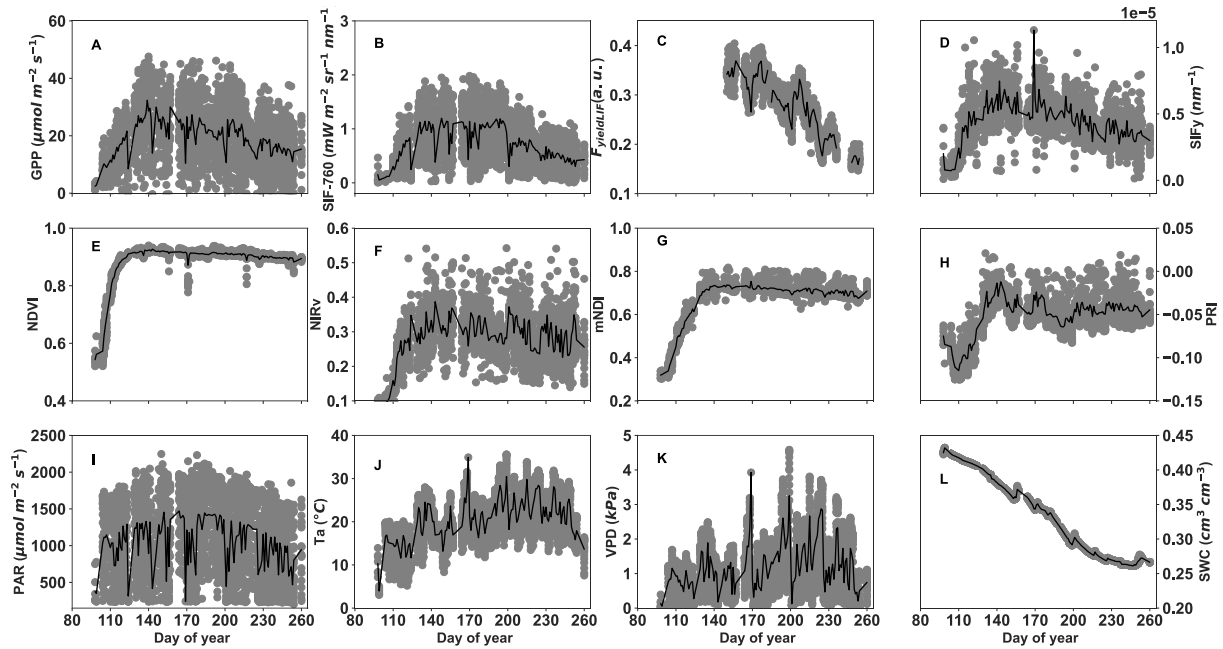 1e−5
A
B
C
D
60
40
20
0
GPP (μmol m⁻² s⁻¹)
3
2
1
0
SIF-760 (mW m⁻² sr⁻¹ nm⁻¹)
0.4
0.3
0.2
0.1
F_yieldLIF(a.u.)
1.0
0.5
0.0
SIFy (nm⁻¹)
E
F
G
H
1.0
0.8
0.6
0.4
NDVI
0.6
0.5
0.4
0.3
0.2
0.1
NIRv
1.0
0.8
0.6
0.4
0.2
mNDI
0.05
0.00
−0.05
−0.10
−0.15
PRI
I
J
K
L
2500
2000
1500
1000
500
PAR (μmol m⁻² s⁻¹)
40
30
20
10
0
Ta (°C)
5
4
3
2
1
0
VPD (kPa)
0.45
0.40
0.35
0.30
0.25
0.20
SWC (cm³ cm⁻³)
80 110 140 170 200 230 260
80 110 140 170 200 230 260
80 110 140 170 200 230 260
80 110 140 170 200 230 260
Day of year
Day of year
Day of year
Day of year